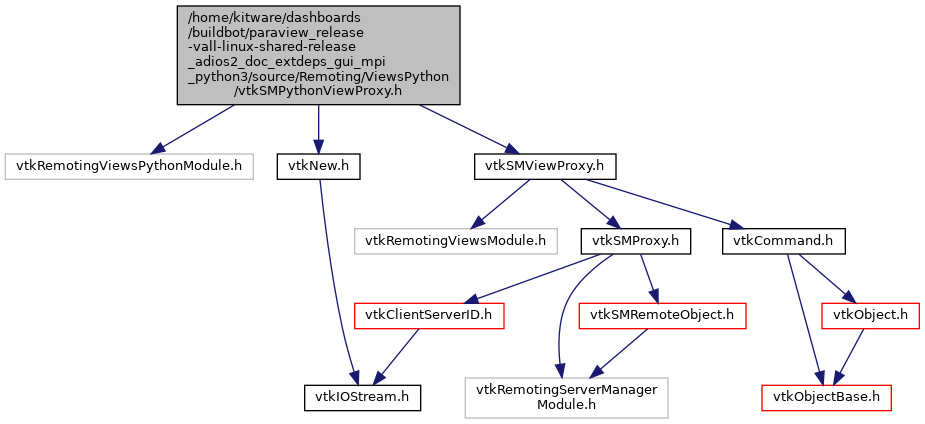 /home/kitware/dashboards
/buildbot/paraview_release
-vall-linux-shared-release
_adios2_doc_extdeps_gui_mpi
_python3/source/Remoting/ViewsPython
/vtkSMPythonViewProxy.h
vtkRemotingViewsPythonModule.h
vtkNew.h
vtkSMViewProxy.h
vtkRemotingViewsModule.h
vtkSMProxy.h
vtkCommand.h
vtkClientServerID.h
vtkSMRemoteObject.h
vtkObject.h
vtkIOStream.h
vtkRemotingServerManager
Module.h
vtkObjectBase.h